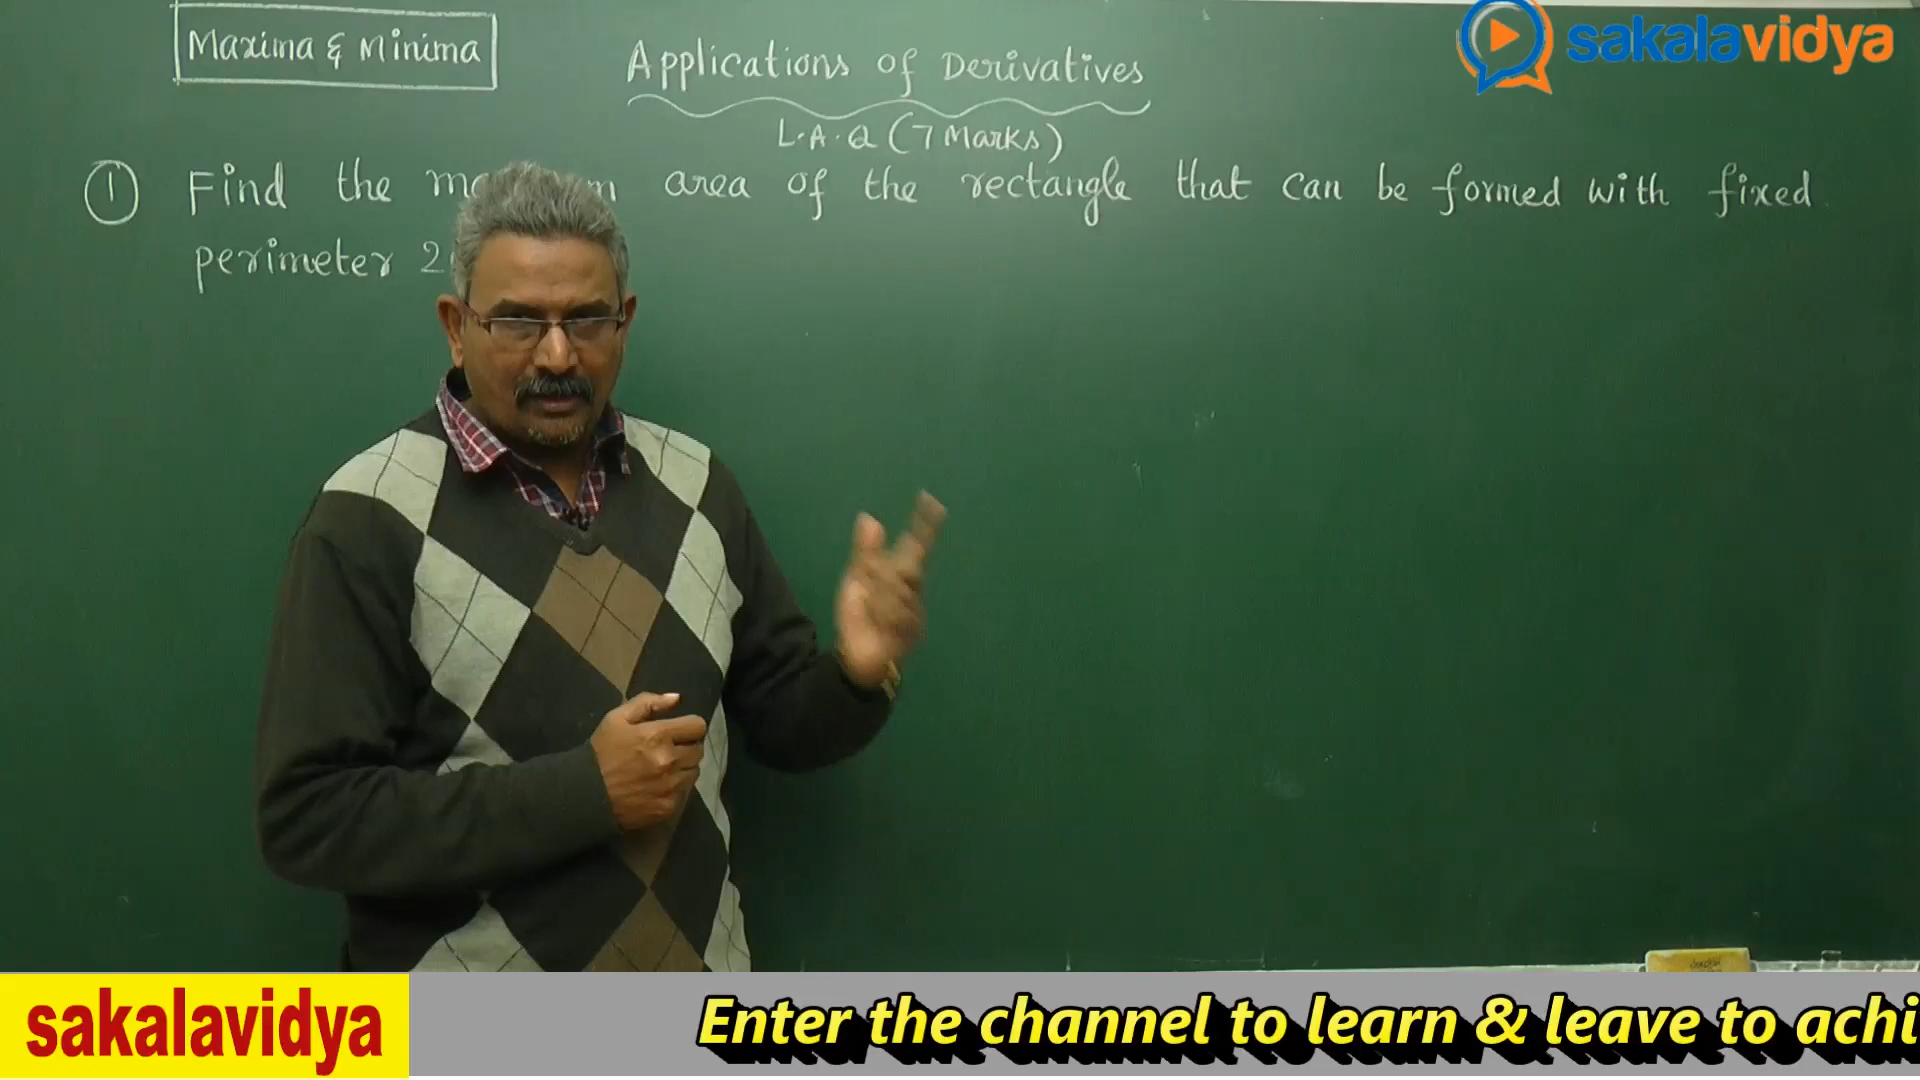 Maxima & Minima
Applications of Derivatives
L.A.Q (7 Marks)
① Find the area of the rectangle that can be formed with fixed
perimeter
sakalavidya
sakalavidya
Enter the channel to learn & leave to achi